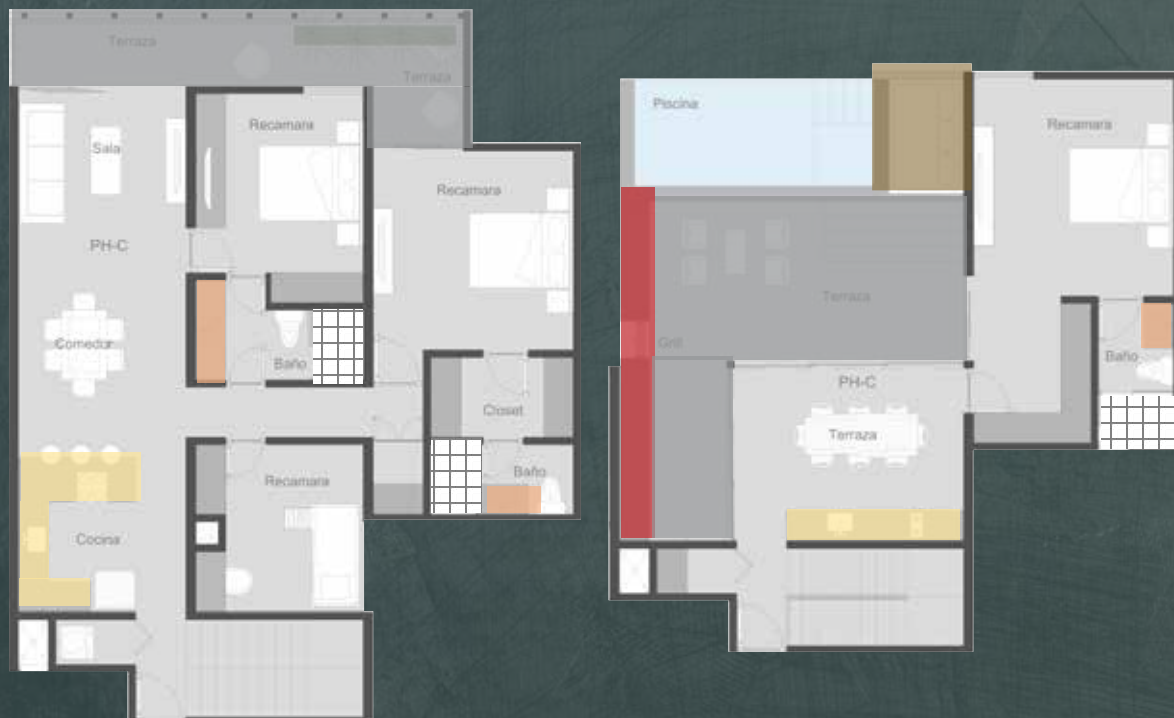 Terraza
Terraza
Recamara
Sala
Recamara
PH-C
Comedor
Baño
Closet
Baño
Recamara
Cocina
Piscina
Recamara
Terraza
Grill
Baño
PH-C
Terraza